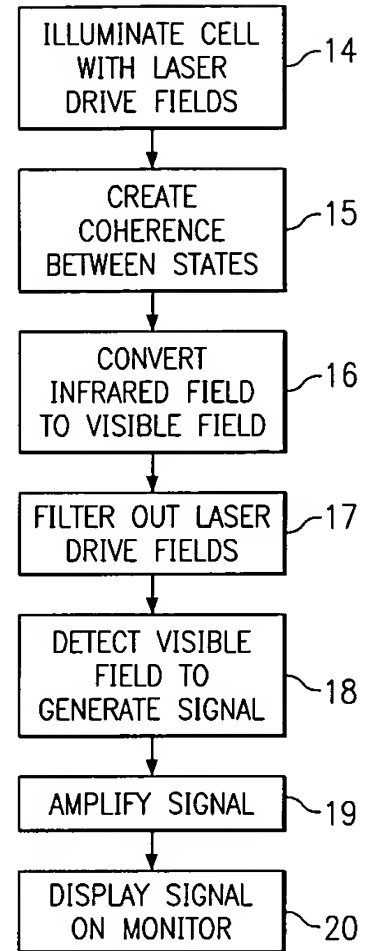 ILLUMINATE CELL
WITH LASER
DRIVE FIELDS
14
CREATE
COHERENCE
BETWEEN STATES
15
CONVERT
INFRARED FIELD
TO VISIBLE FIELD
16
FILTER OUT LASER
DRIVE FIELDS
17
DETECT VISIBLE
FIELD TO
GENERATE SIGNAL
18
AMPLIFY SIGNAL
19
DISPLAY SIGNAL
ON MONITOR
20